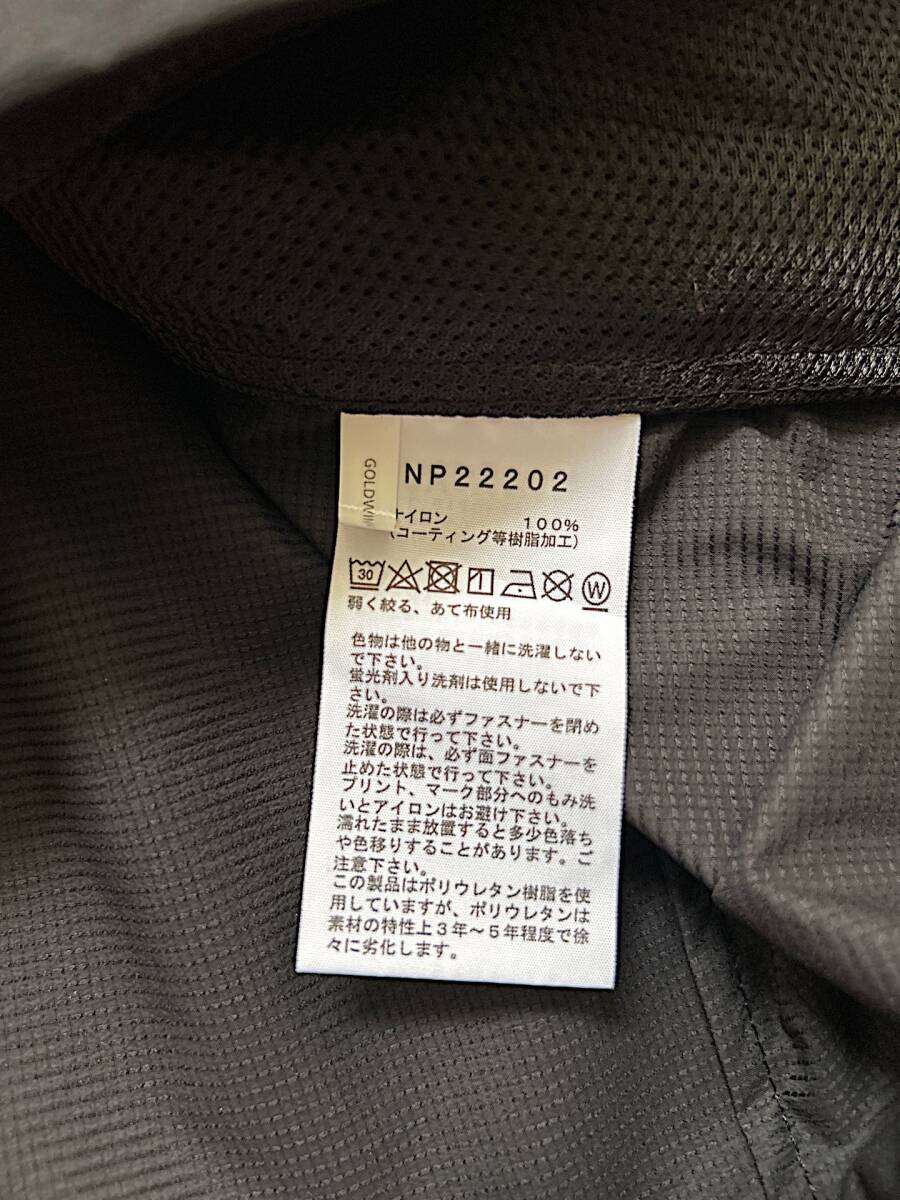 GOLDWIN
NP22202
ナイロン 100%
(コーティング等樹脂加工)
30
W
弱く絞る、あて布使用
色物は他の物と一緒に洗濯しない
で下さい。
蛍光剤入り洗剤は使用しないで下
さい。
洗濯の際は必ずファスナーを閉め
た状態で行って下さい。
洗濯の際は、必ず面ファスナーを
止めた状態で行って下さい。
プリント、マーク部分へのもみ洗
いとアイロンはお避け下さい。
濡れたまま放置すると多少色落ち
や色移りすることがあります。ご
注意下さい。
この製品はポリウレタン樹脂を使
用していますが、ポリウレタンは
素材の特性上3年〜5年程度で徐
々に劣化します。